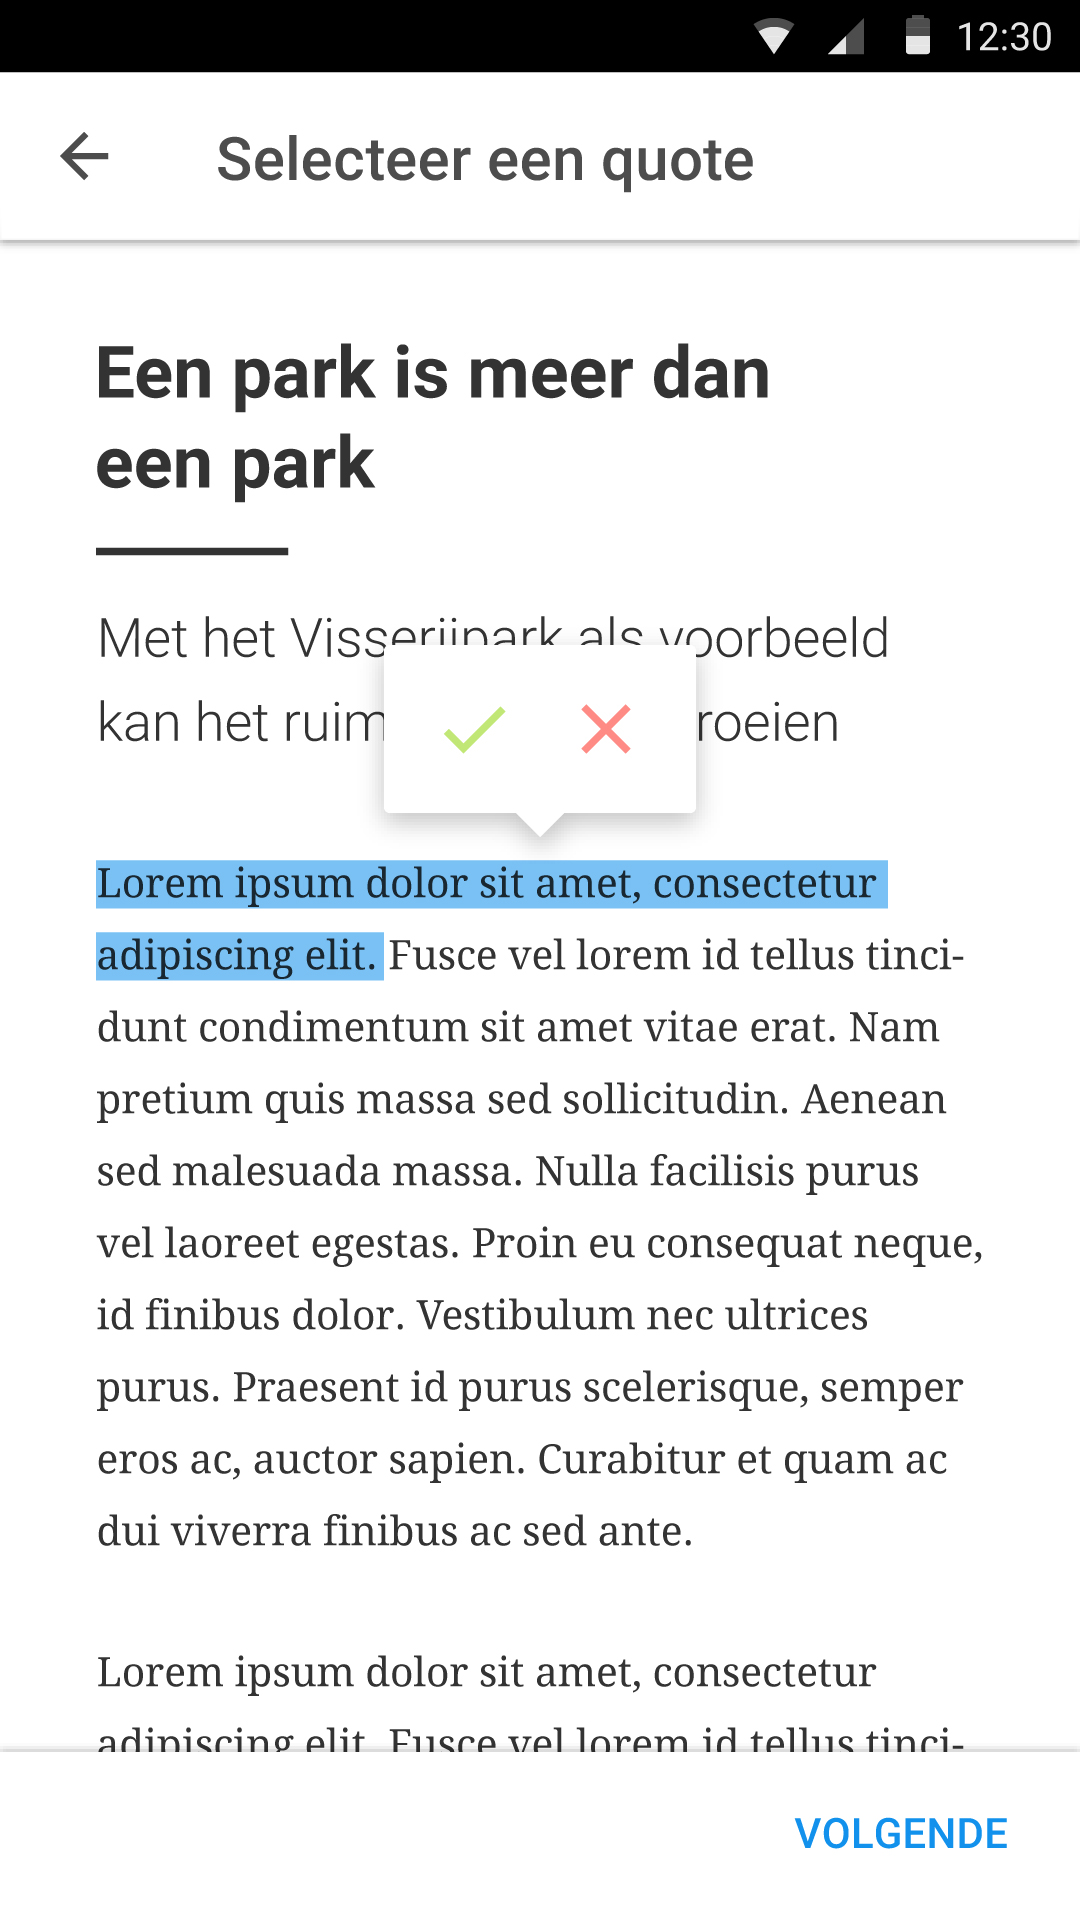 12:30
Selecteer een quote
Een park is meer dan
een park
Met het Visserijpark als voorbeeld
kan het
Lorem ipsum dolor sit amet, consectetur
adipiscing elit. Fusce vel lorem id tellus tinci-
dunt condimentum sit amet vitae erat. Nam
pretium quis massa sed sollicitudin. Aenean
sed malesuada massa. Nulla facilisis purus
vel laoreet egestas. Proin eu consequat neque,
id finibus dolor. Vestibulum nec ultrices
purus. Praesent id purus scelerisque, semper
eros ac, auctor sapien. Curabitur et quam ac
dui viverra finibus ac sed ante.
Lorem ipsum dolor sit amet, consectetur
adipiscing elit. Fusce vel lorem id tellus tinci-
VOLGENDE